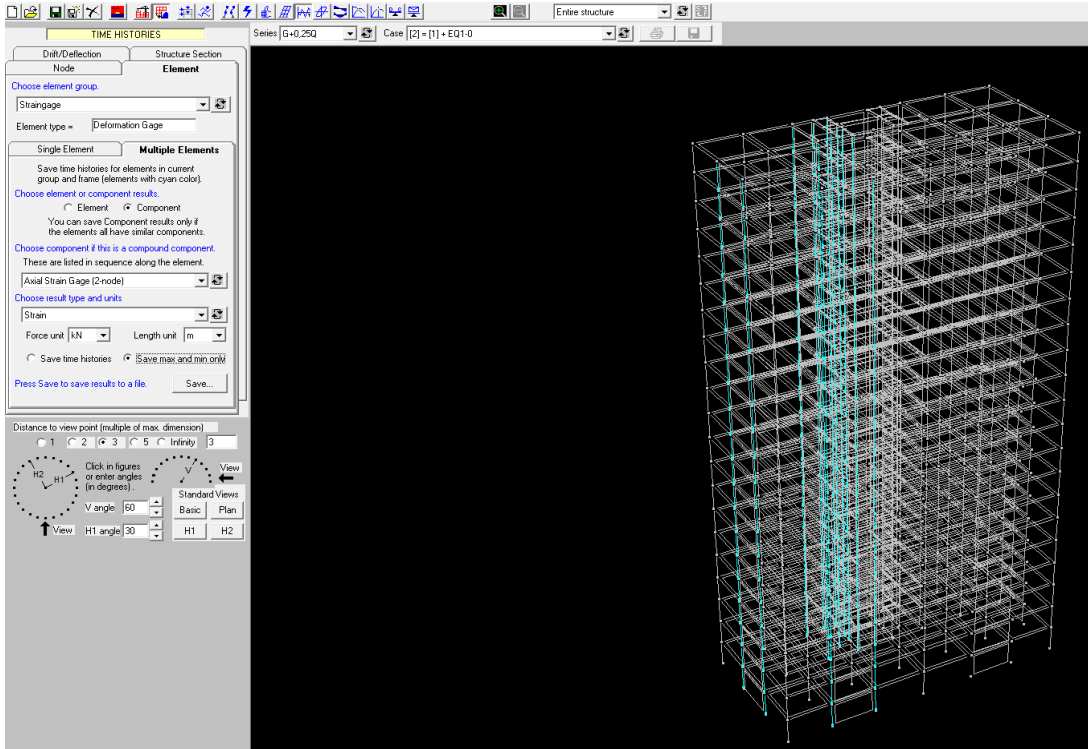 Entire structure
TIME HISTORIES
Series G+0,25Q Case [2] = [1] + EQ1-0
Drift/Deflection Structure Section
Node Element
Choose element group.
Straingage
Element type = Deformation Gage
Single Element Multiple Elements
Save time histories for elements in current
group and frame (elements with cyan color).
Choose element or component results.
Element Component
You can save Component results only if
the elements all have similar components.
Choose component if this is a compound component.
These are listed in sequence along the element.
Axial Strain Gage (2-node)
Choose result type and units
Strain
Force unit kN Length unit m
Save time histories Save max and min only
Press Save to save results to a file. Save...
Distance to view point (multiple of max. dimension)
1 2 3 5 Infinity 3
H2 H1
Click in figures
or enter angles
(in degrees).
V View
V angle 60
Standard Views
Basic Plan
View H1 angle 30
H1 H2